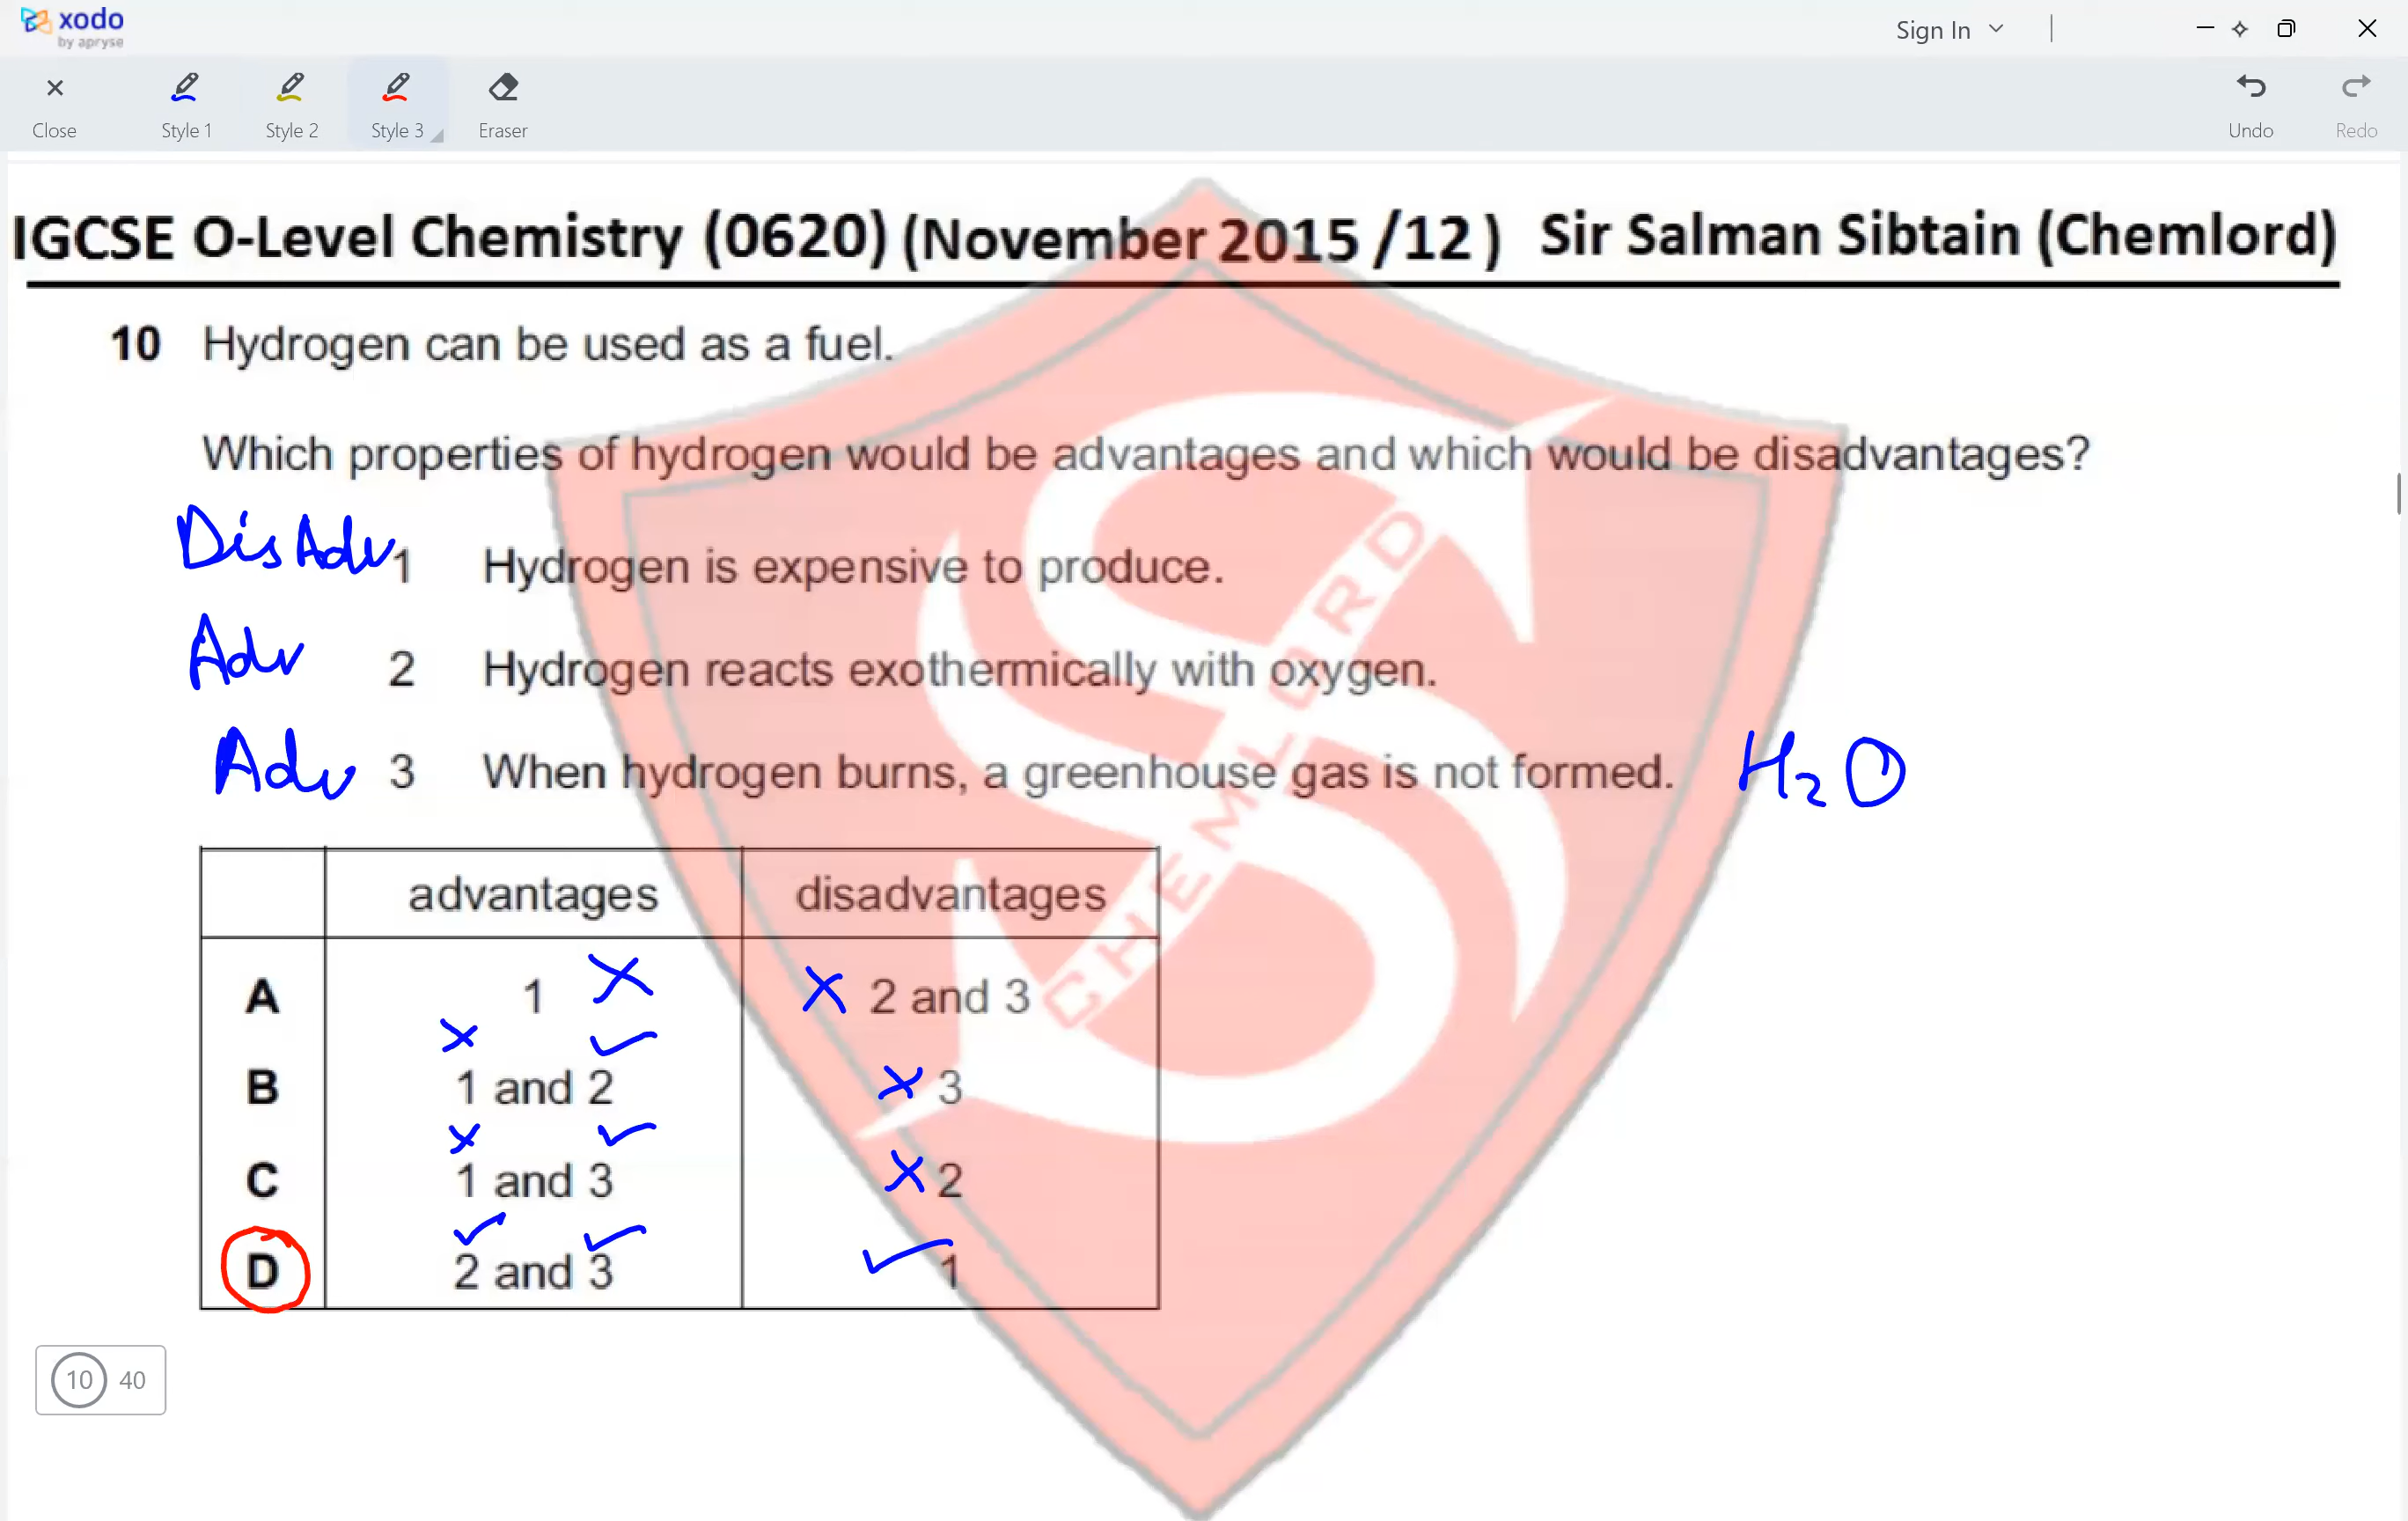 xodo
by apryse
Sign In
Close Style 1 Style 2 Style 3 Eraser Undo Redo
IGCSE O-Level Chemistry (0620) (November 2015 /12 ) Sir Salman Sibtain (Chemlord)
10 Hydrogen can be used as a fuel.
Which properties of hydrogen would be advantages and which would be disadvantages?
DisAdv 1 Hydrogen is expensive to produce.
Adv 2 Hydrogen reacts exothermically with oxygen.
Adv 3 When hydrogen burns, a greenhouse gas is not formed. H₂O
advantages disadvantages
A 1 2 and 3
B 1 and 2 3
C 1 and 3 2
D 2 and 3 1
CHEMLORD
10 40